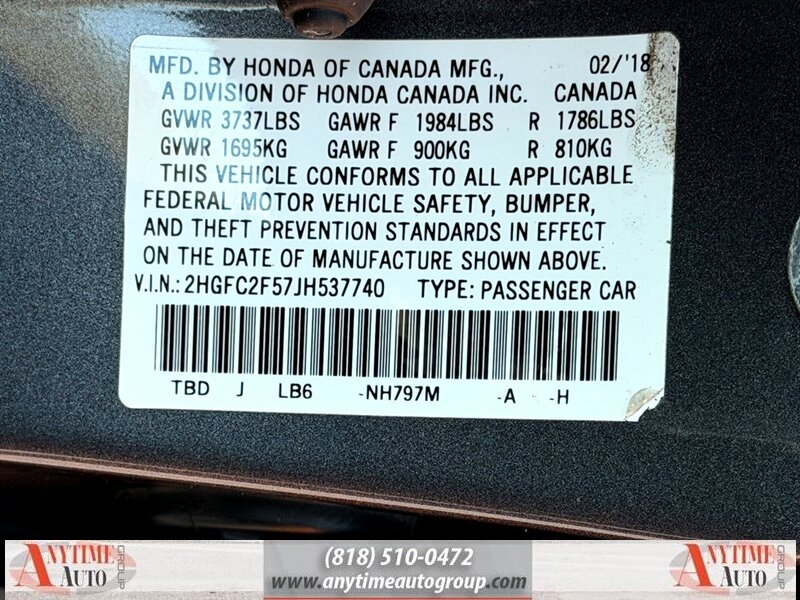 MFD. BY HONDA OF CANADA MFG., 02/'18
A DIVISION OF HONDA CANADA INC. CANADA
GVWR 3737LBS GAWR F 1984LBS R 1786LBS
GVWR 1695KG GAWR F 900KG R 810KG
THIS VEHICLE CONFORMS TO ALL APPLICABLE
FEDERAL MOTOR VEHICLE SAFETY, BUMPER,
AND THEFT PREVENTION STANDARDS IN EFFECT
ON THE DATE OF MANUFACTURE SHOWN ABOVE.
V.I.N.: 2HGFC2F57JH537740 TYPE: PASSENGER CAR
TBD J LB6 -NH797M -A -H
ANYTIME AUTO GROUP
(818) 510-0472
www.anytimeautogroup.com
ANYTIME AUTO GROUP